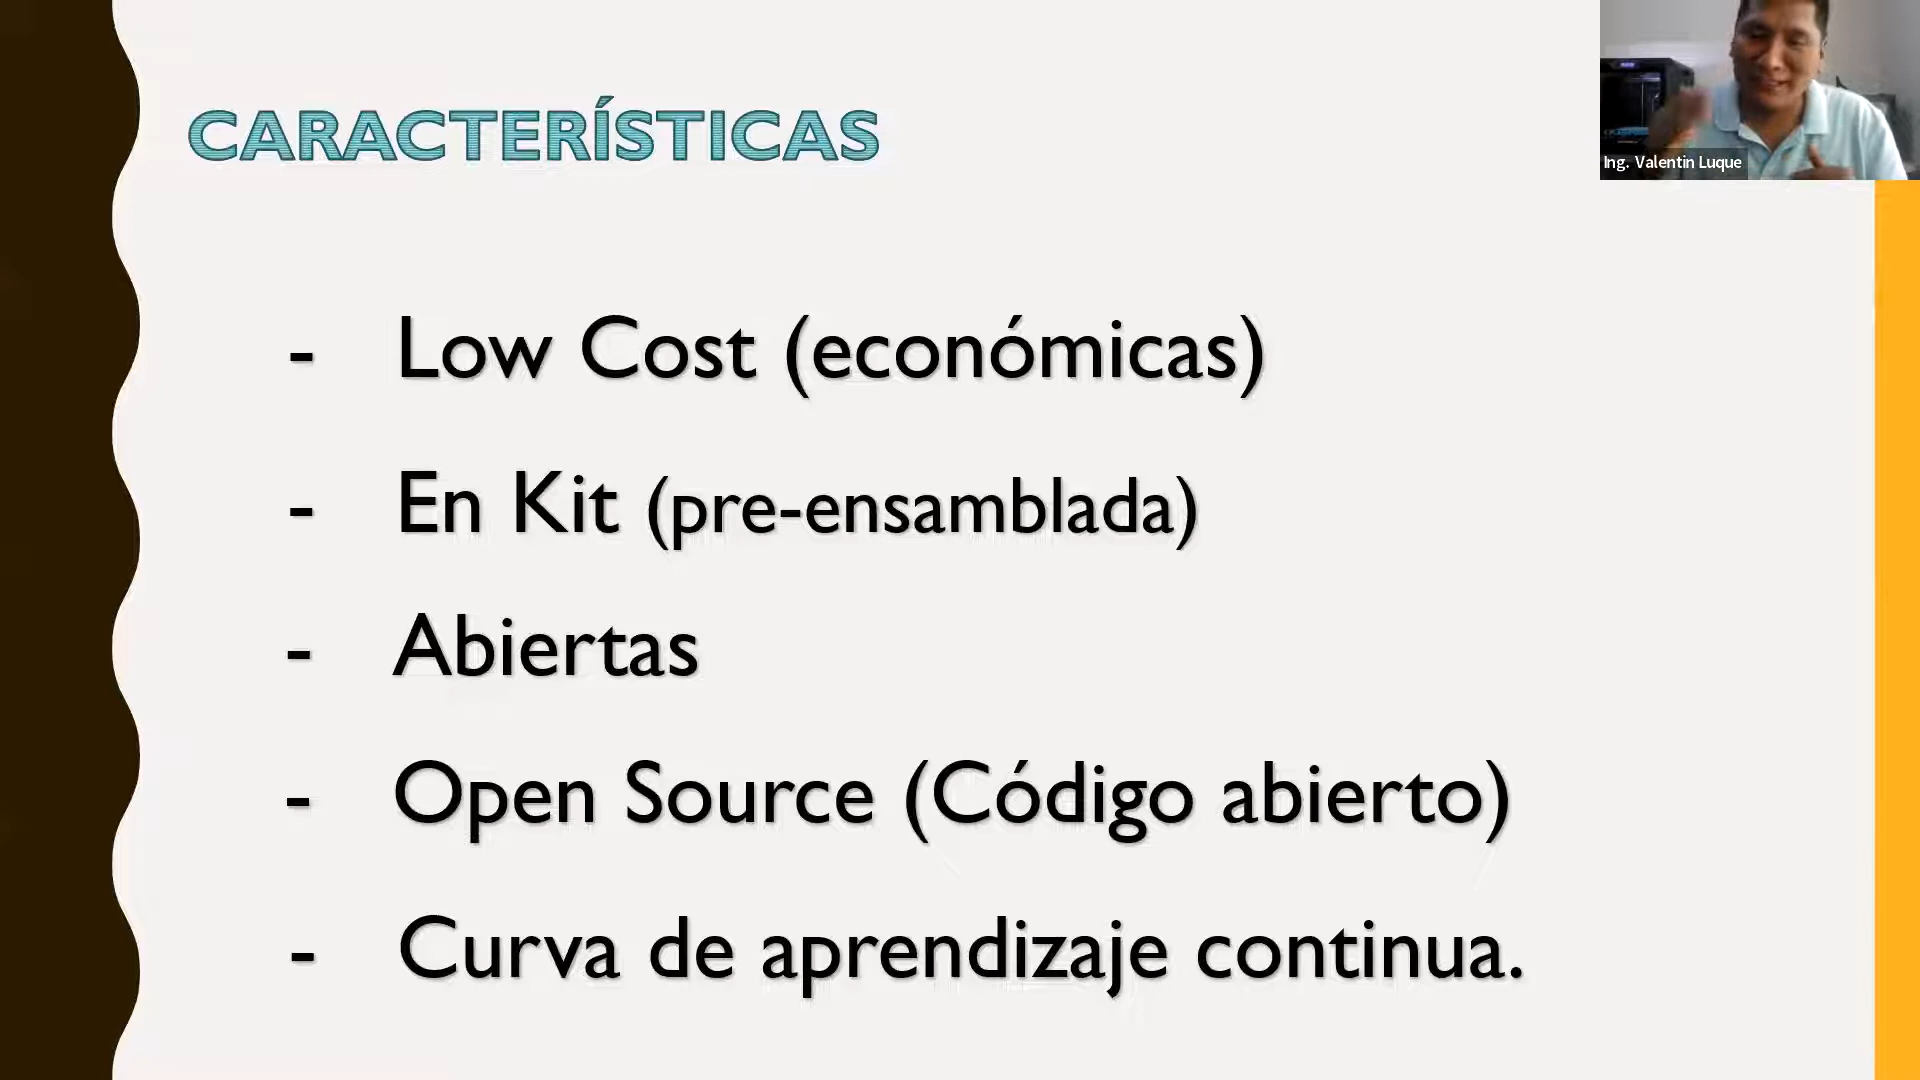 CARACTERÍSTICAS
Ing. Valentin Luque
- Low Cost (económicas)
- En Kit (pre-ensamblada)
- Abiertas
- Open Source (Código abierto)
- Curva de aprendizaje continua.